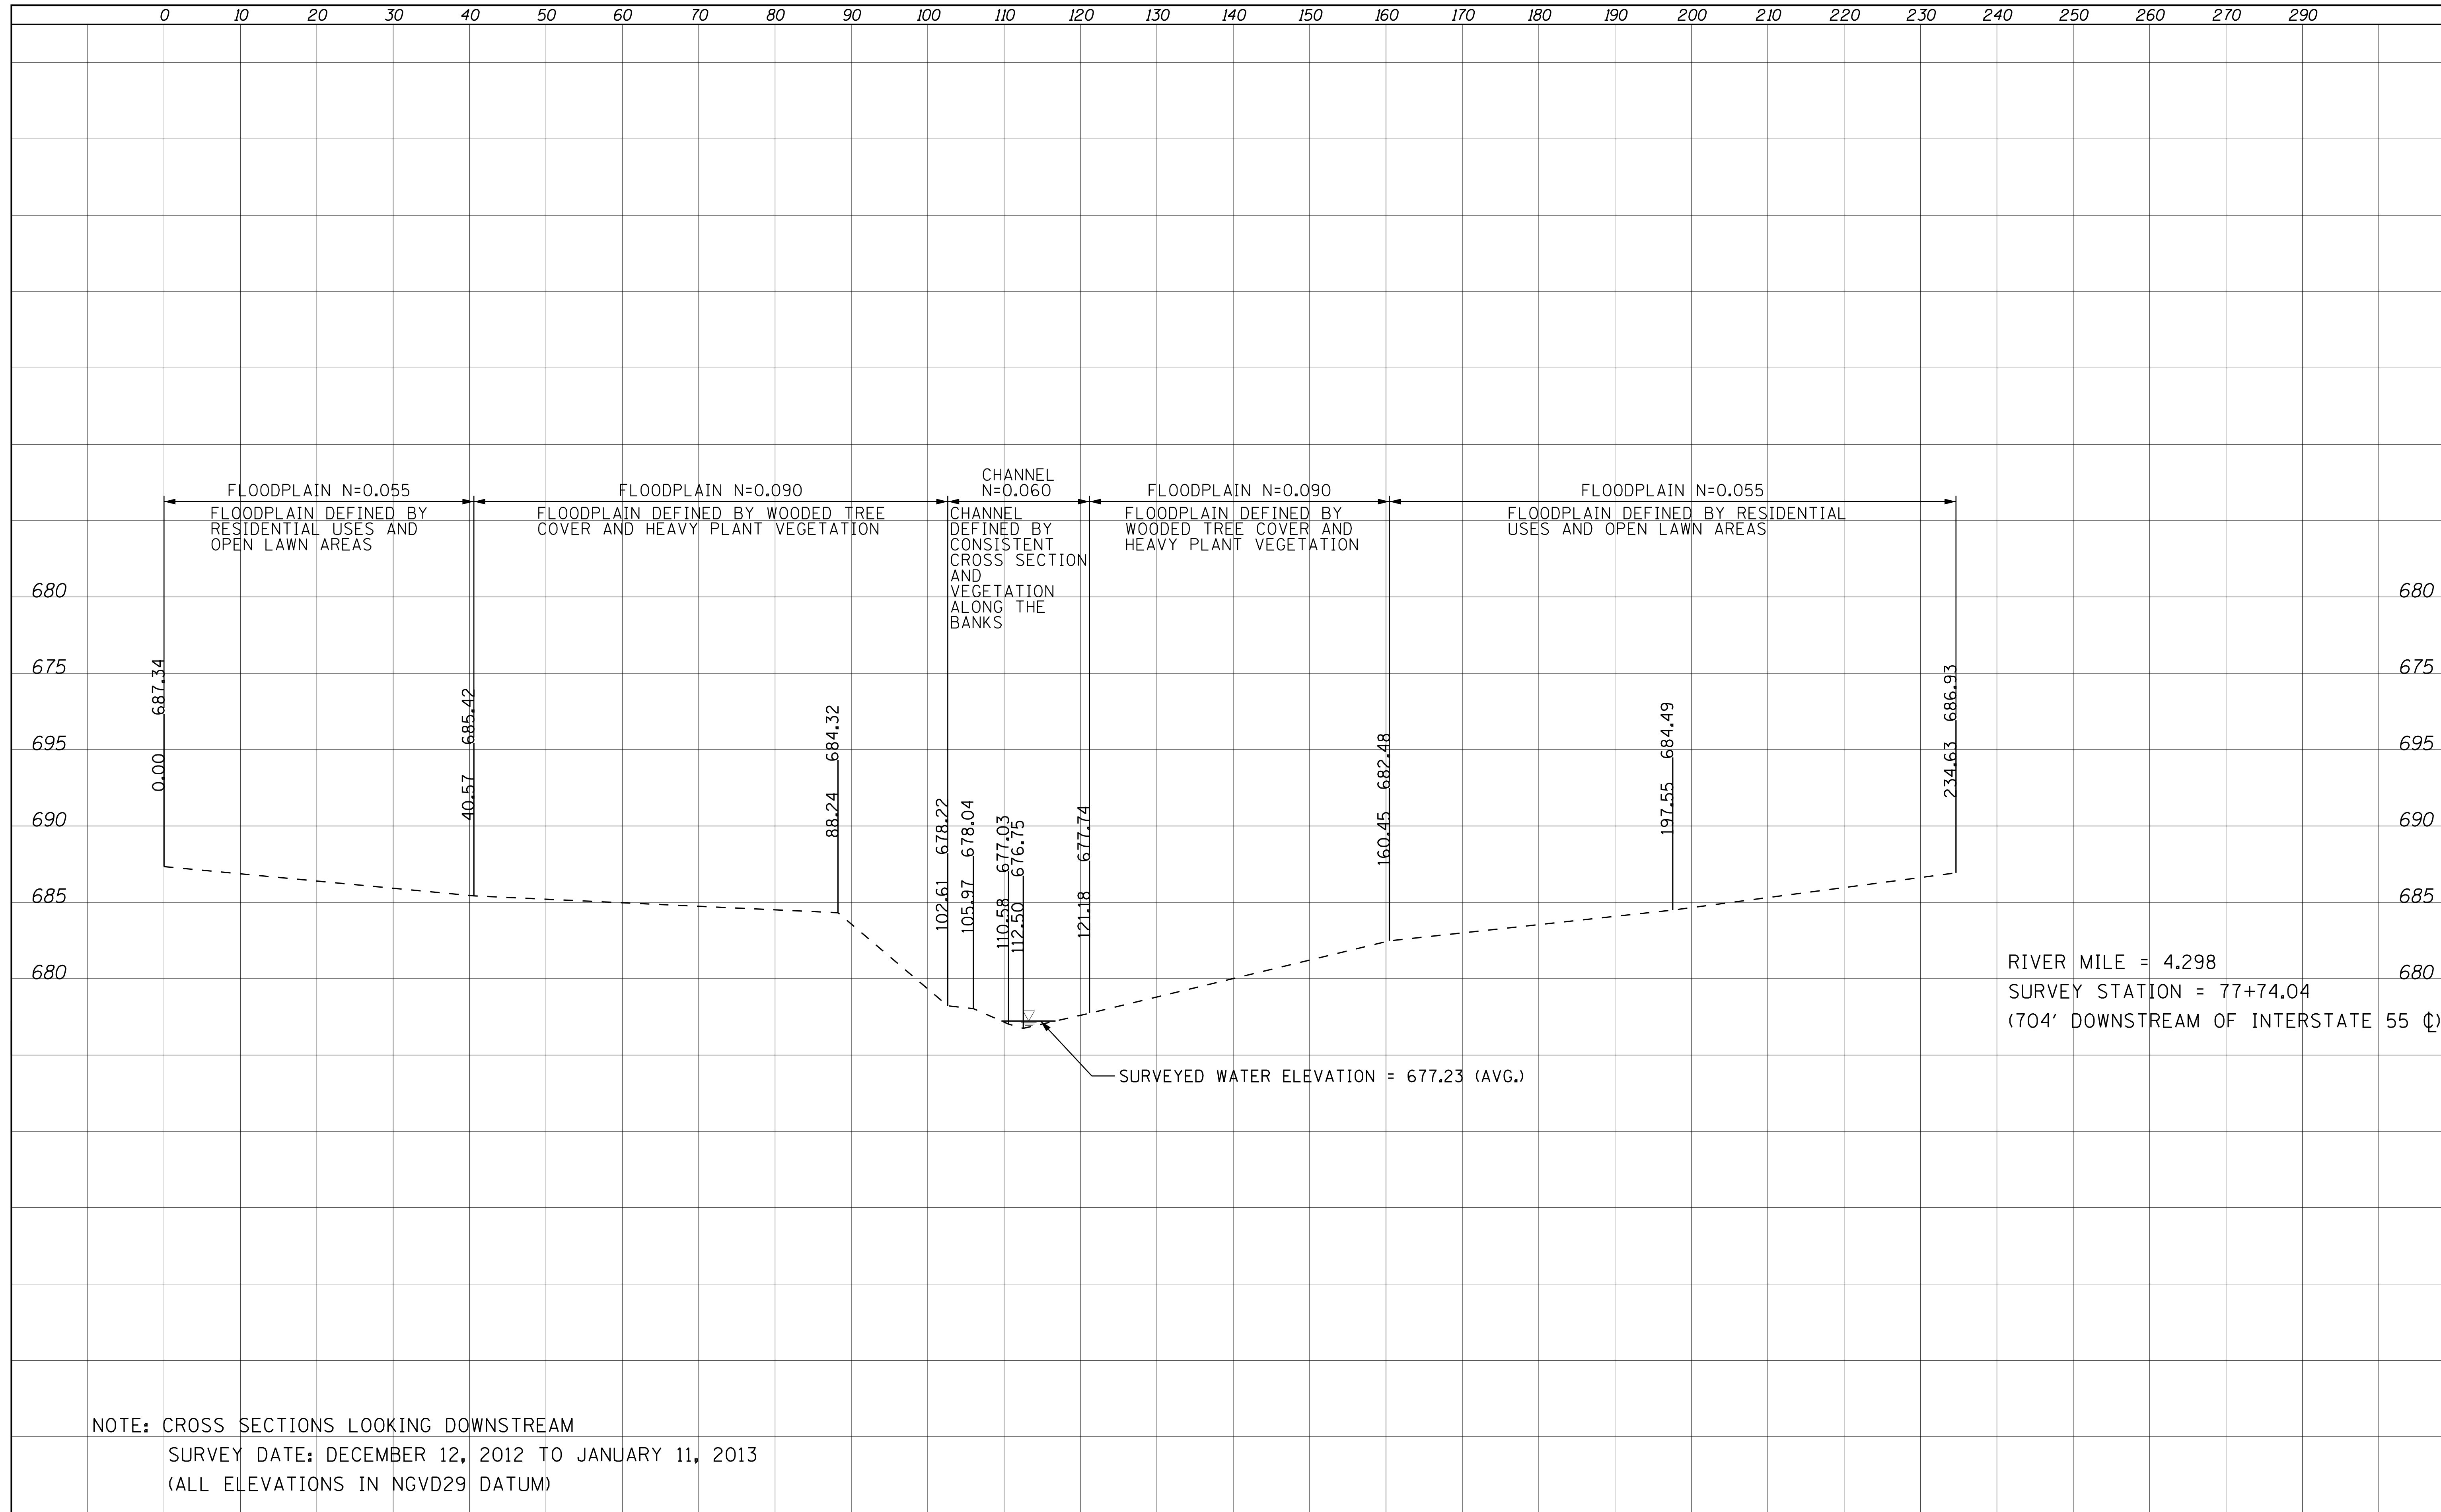 0 10 20 30 40 50 60 70 80 90 100 110 120 130 140 150 160 170 180 190 200 210 220 230 240 250 260 270 280 290
FLOODPLAIN N=0.055
FLOODPLAIN DEFINED BY
RESIDENTIAL USES AND
OPEN LAWN AREAS
FLOODPLAIN N=0.090
FLOODPLAIN DEFINED BY WOODED TREE
COVER AND HEAVY PLANT VEGETATION
CHANNEL
N=0.060
CHANNEL
DEFINED BY
CONSISTENT
CROSS SECTION
AND
VEGETATION
ALONG THE
BANKS
FLOODPLAIN N=0.090
FLOODPLAIN DEFINED BY
WOODED TREE COVER AND
HEAVY PLANT VEGETATION
FLOODPLAIN N=0.055
FLOODPLAIN DEFINED BY RESIDENTIAL
USES AND OPEN LAWN AREAS
680 680
675 675
695 695
690 690
685 685
680 680
0.00 687.34
40.57 685.42
88.24 684.32
102.61 678.22
105.97 678.04
110.58 677.03
112.50 676.75
121.18 677.74
160.45 682.48
197.55 684.49
234.63 686.93
RIVER MILE = 4.298
SURVEY STATION = 77+74.04
(704' DOWNSTREAM OF INTERSTATE 55 ℄)
SURVEYED WATER ELEVATION = 677.23 (AVG.)
NOTE: CROSS SECTIONS LOOKING DOWNSTREAM
SURVEY DATE: DECEMBER 12, 2012 TO JANUARY 11, 2013
(ALL ELEVATIONS IN NGVD29 DATUM)